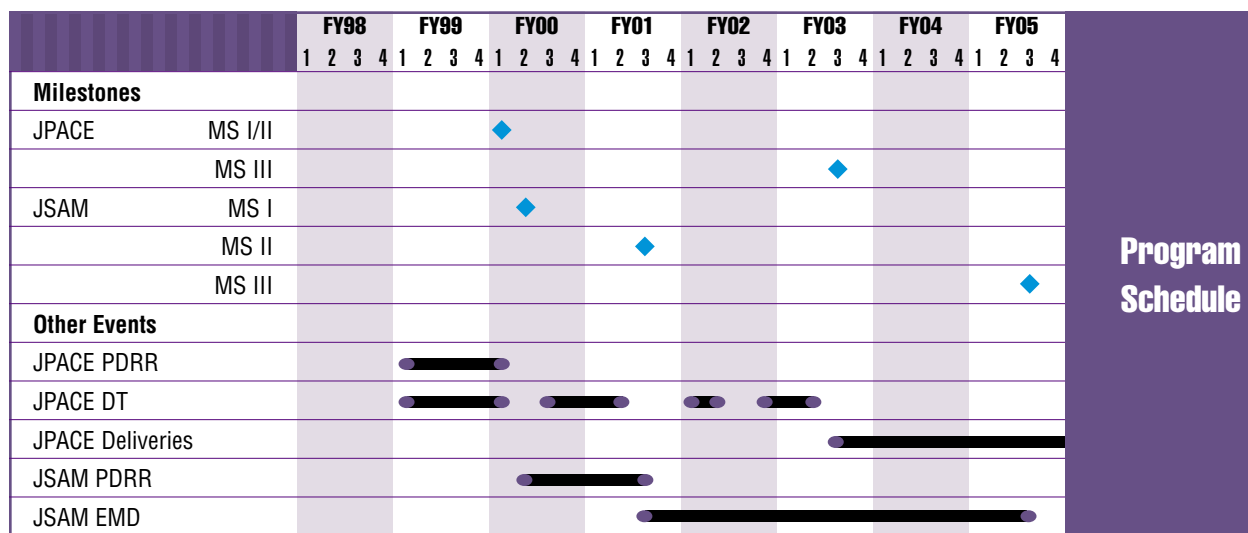 FY98 FY99 FY00 FY01 FY02 FY03 FY04 FY05
1 2 3 4 1 2 3 4 1 2 3 4 1 2 3 4 1 2 3 4 1 2 3 4 1 2 3 4 1 2 3 4
Milestones
JPACE MS I/II
MS III
JSAM MS I
MS II
MS III
Other Events
JPACE PDRR
JPACE DT
JPACE Deliveries
JSAM PDRR
JSAM EMD
Program
Schedule